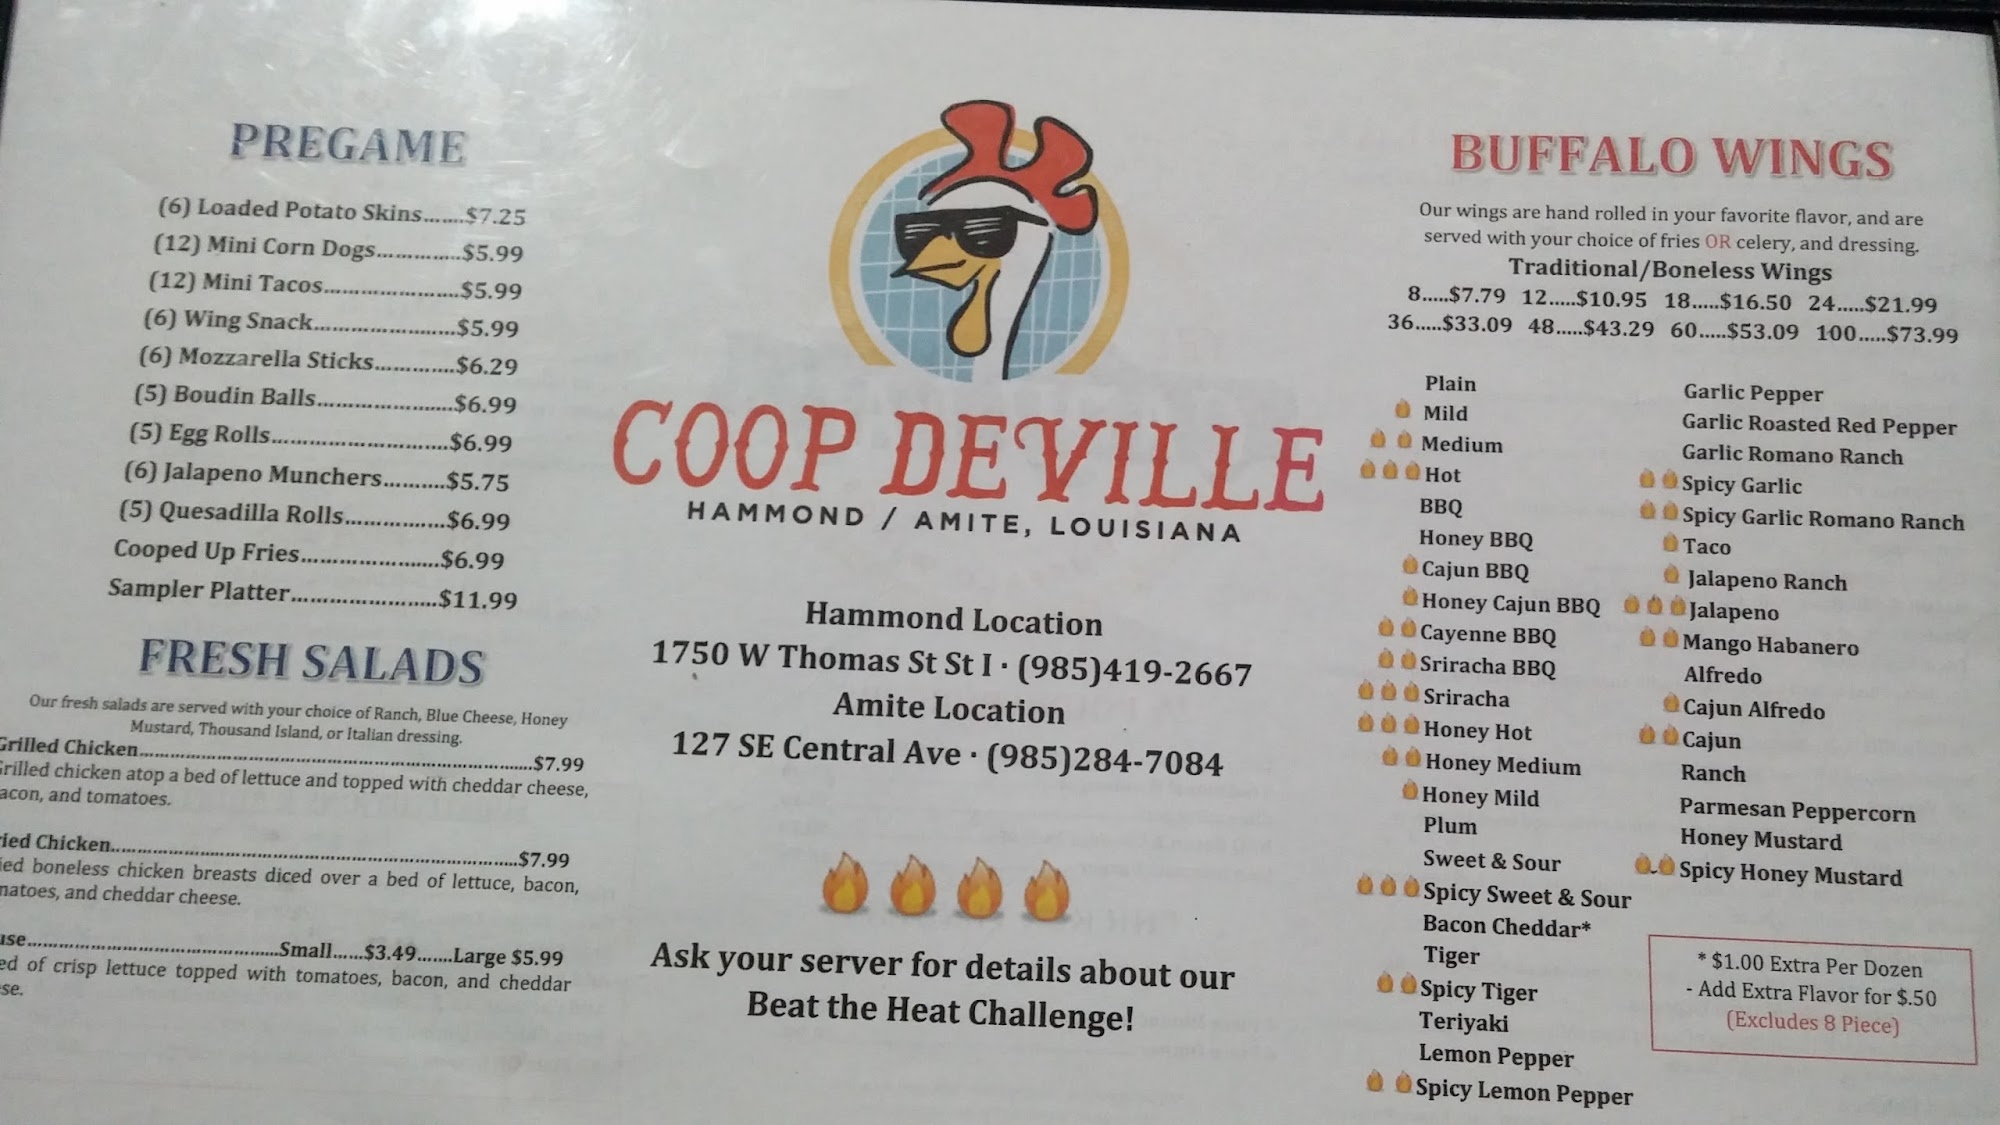 PREGAME
(6) Loaded Potato Skins.......$7.25
(12) Mini Corn Dogs...............$5.99
(12) Mini Tacos.......................$5.99
(6) Wing Snack........................$5.99
(6) Mozzarella Sticks..............$6.29
(5) Boudin Balls.......................$6.99
(5) Egg Rolls..............................$6.99
(6) Jalapeno Munchers..........$5.75
(5) Quesadilla Rolls.................$6.99
Cooped Up Fries.......................$6.99
Sampler Platter.........................$11.99
FRESH SALADS
Our fresh salads are served with your choice of Ranch, Blue Cheese, Honey
Mustard, Thousand Island, or Italian dressing.
Grilled Chicken....................................................................$7.99
Grilled chicken atop a bed of lettuce and topped with cheddar cheese,
acon, and tomatoes.
ied Chicken.....................................................................$7.99
ied boneless chicken breasts diced over a bed of lettuce, bacon,
matoes, and cheddar cheese.
use...........................................Small......$3.49.......Large $5.99
ed of crisp lettuce topped with tomatoes, bacon, and cheddar
se.
COOP DEVILLE
HAMMOND / AMITE, LOUISIANA
Hammond Location
1750 W Thomas St St I · (985)419-2667
Amite Location
127 SE Central Ave · (985)284-7084
Ask your server for details about our
Beat the Heat Challenge!
BUFFALO WINGS
Our wings are hand rolled in your favorite flavor, and are
served with your choice of fries OR celery, and dressing.
Traditional/Boneless Wings
8.....$7.79 12.....$10.95 18.....$16.50 24.....$21.99
36.....$33.09 48.....$43.29 60.....$53.09 100.....$73.99
Plain
Mild
Medium
Hot
BBQ
Honey BBQ
Cajun BBQ
Honey Cajun BBQ
Cayenne BBQ
Sriracha BBQ
Sriracha
Honey Hot
Honey Medium
Honey Mild
Plum
Sweet & Sour
Spicy Sweet & Sour
Bacon Cheddar*
Tiger
Spicy Tiger
Teriyaki
Lemon Pepper
Spicy Lemon Pepper
Garlic Pepper
Garlic Roasted Red Pepper
Garlic Romano Ranch
Spicy Garlic
Spicy Garlic Romano Ranch
Taco
Jalapeno Ranch
Jalapeno
Mango Habanero
Alfredo
Cajun Alfredo
Cajun
Ranch
Parmesan Peppercorn
Honey Mustard
Spicy Honey Mustard
* $1.00 Extra Per Dozen
- Add Extra Flavor for $.50
(Excludes 8 Piece)